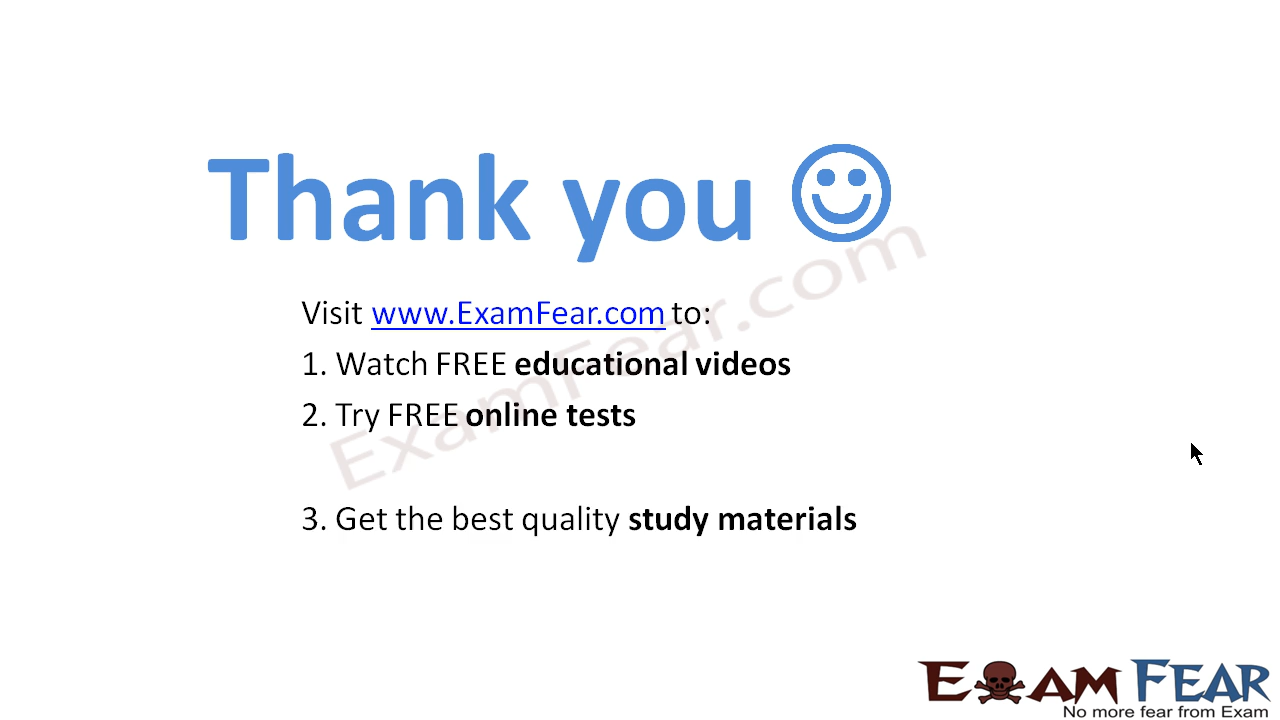 Thank you
Visit www.ExamFear.com to:
1. Watch FREE educational videos
2. Try FREE online tests
3. Get the best quality study materials
ExamFear.com
EXAM FEAR
No more fear from Exam